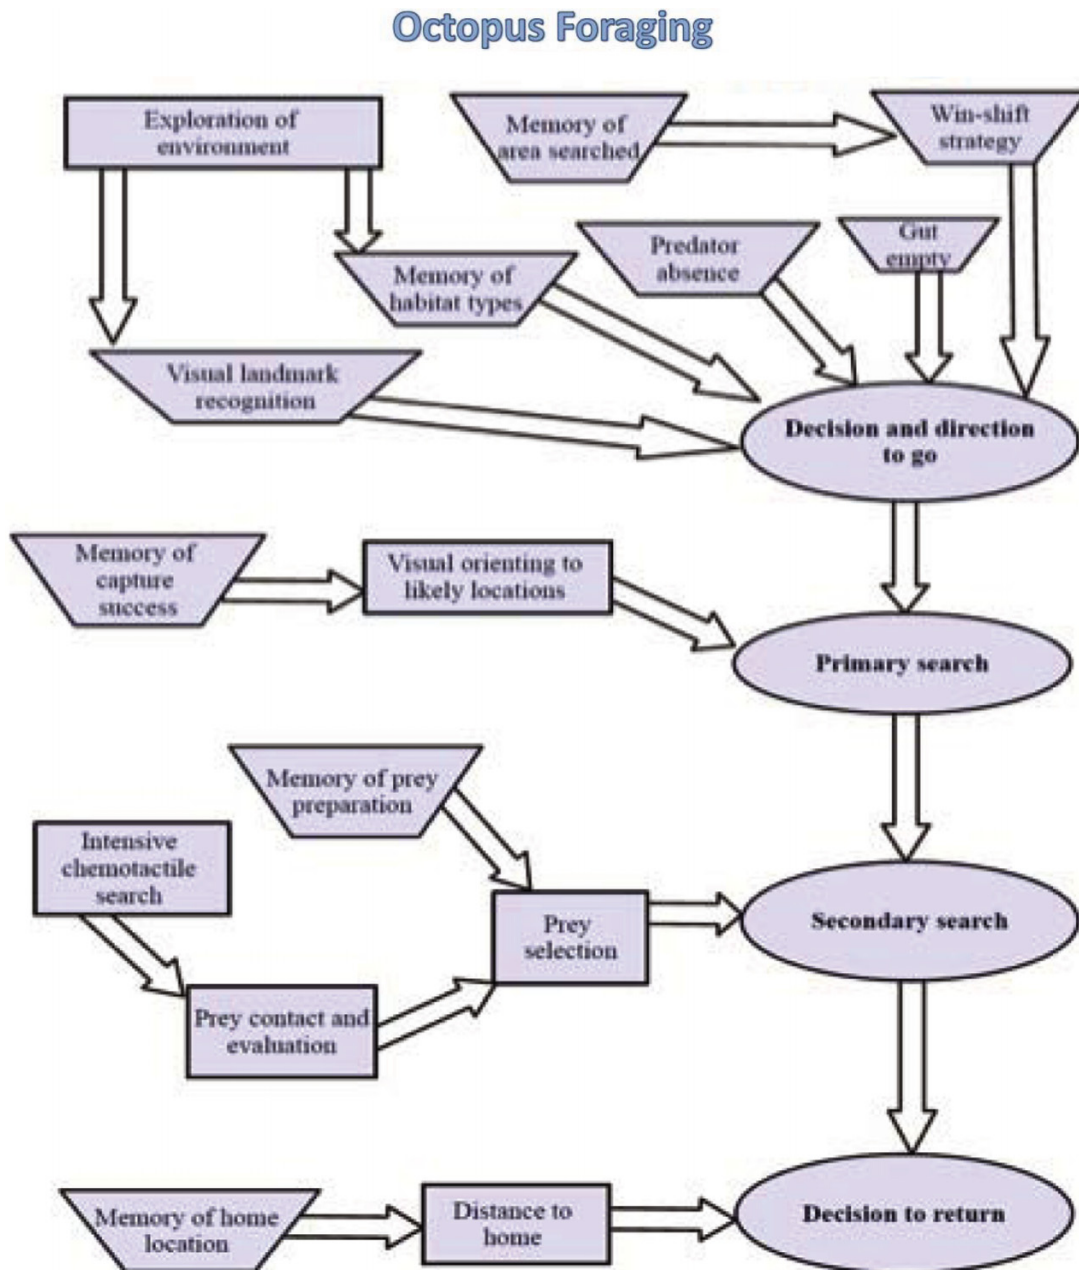 Octopus Foraging
Exploration of
environment
Memory of
area searched
Win-shift
strategy
Memory of
habitat types
Predator
absence
Gut
empty
Visual landmark
recognition
Decision and direction
to go
Memory of
capture
success
Visual orienting to
likely locations
Primary search
Memory of prey
preparation
Intensive
chemotactile
search
Prey
selection
Secondary search
Prey contact and
evaluation
Memory of home
location
Distance to
home
Decision to return